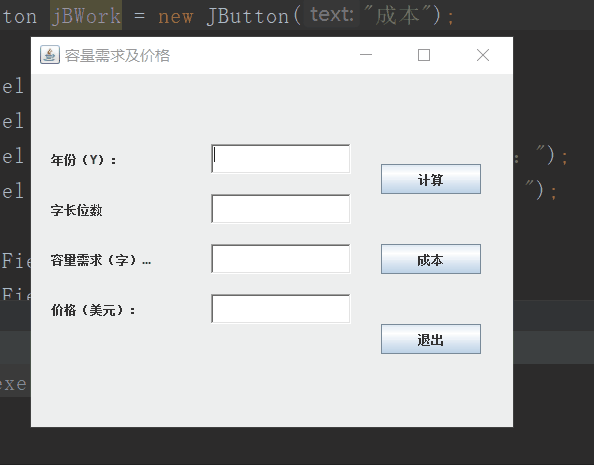 ton jBWork = new JButton( text: "成本");
容量需求及价格
el
el
el : ");
el ");
年份（Y）：
计算
字长位数
Fie
容量需求（字）...
成本
Fie
价格（美元）：
退出
exe